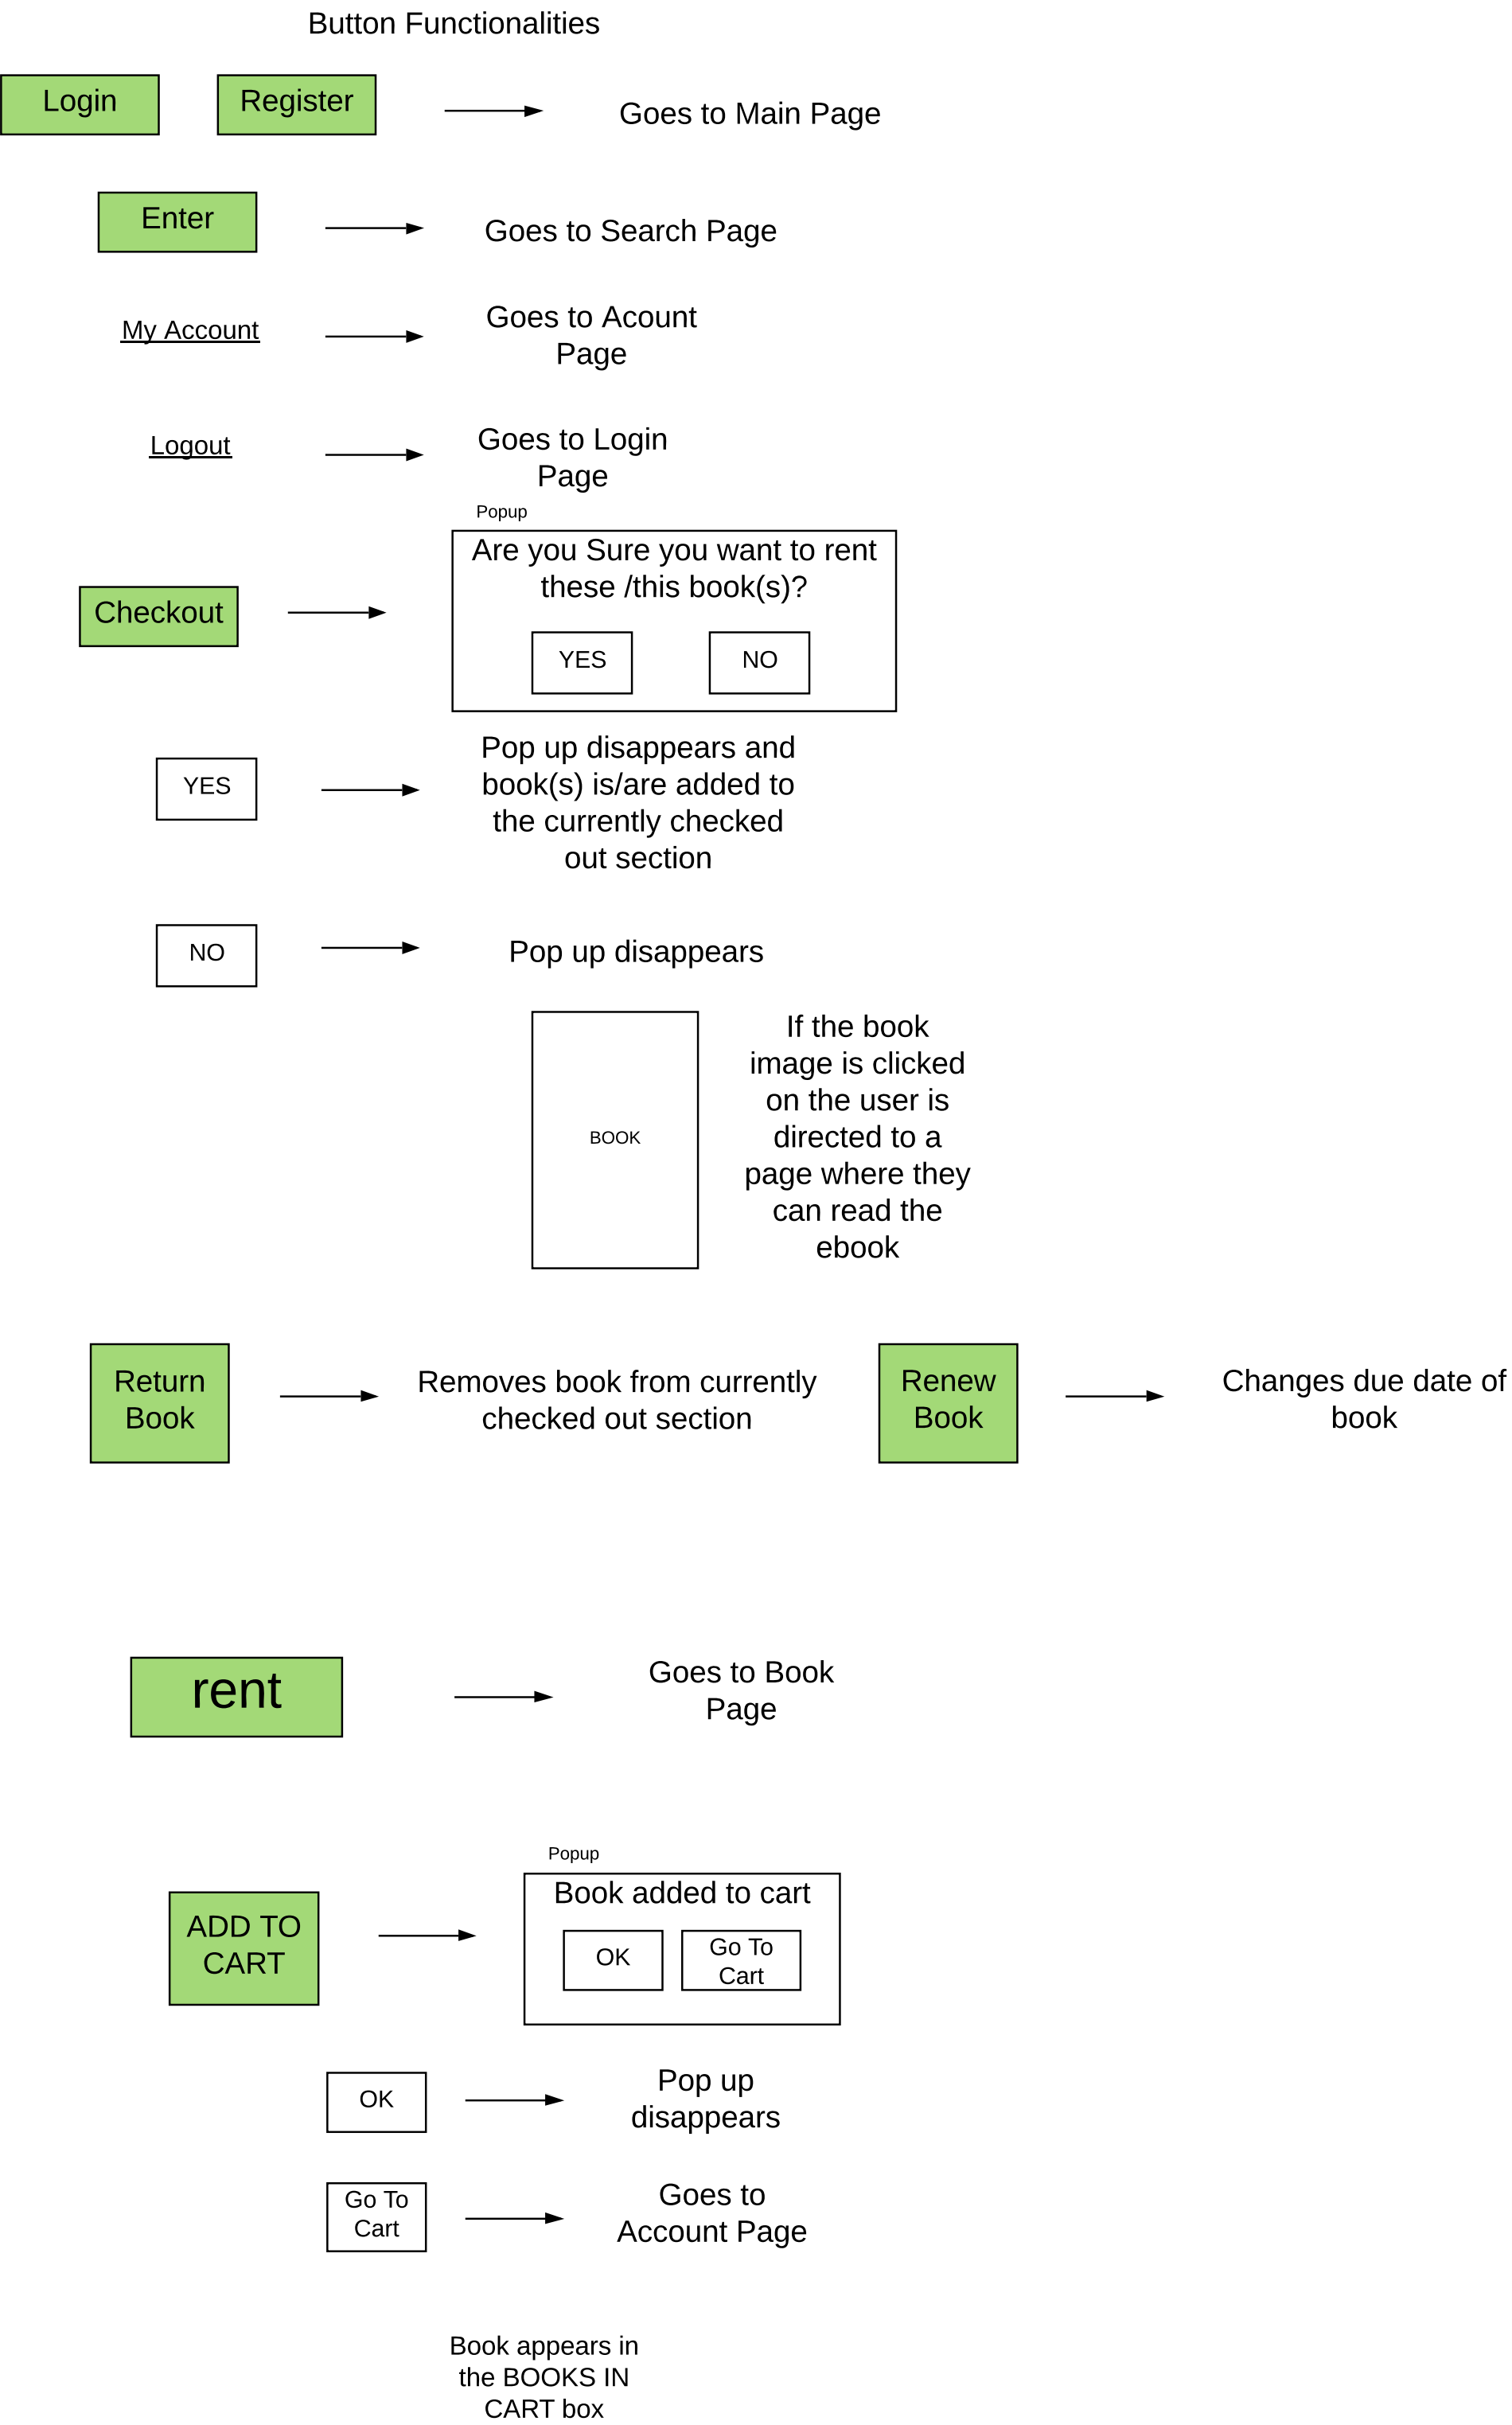 Button Functionalities
Login
Register
Goes to Main Page
Enter
Goes to Search Page
My Account
Goes to Acount
Page
Logout
Goes to Login
Page
Popup
Are you Sure you want to rent
these /this book(s)?
YES
NO
Checkout
YES
Pop up disappears and
book(s) is/are added to
the currently checked
out section
NO
Pop up disappears
BOOK
If the book
image is clicked
on the user is
directed to a
page where they
can read the
ebook
Return
Book
Removes book from currently
checked out section
Renew
Book
Changes due date of
book
rent
Goes to Book
Page
ADD TO
CART
Popup
Book added to cart
OK
Go To
Cart
OK
Pop up
disappears
Go To
Cart
Goes to
Account Page
Book appears in
the BOOKS IN
CART box